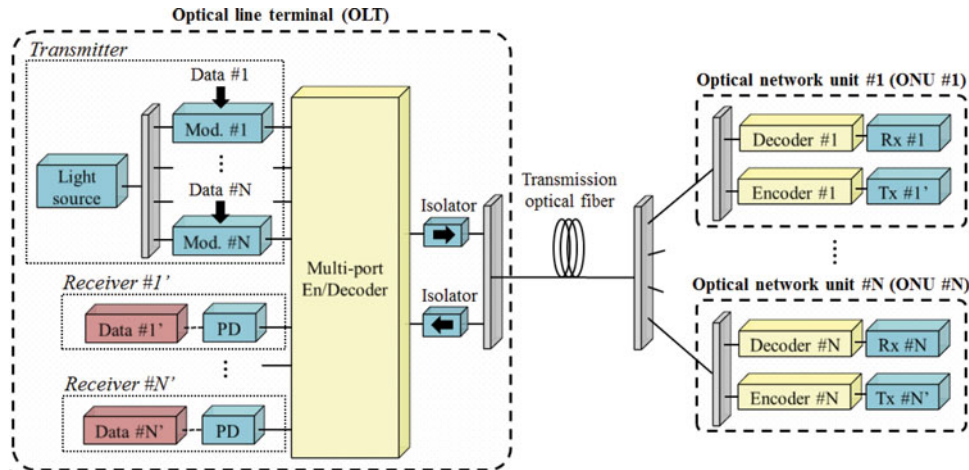 Optical line terminal (OLT)
Transmitter
Data #1
Mod. #1
Light
source
Data #N
Mod. #N
Receiver #1’
Data #1’
PD
Receiver #N’
Data #N’
PD
Multi-port
En/Decoder
Isolator
Isolator
Transmission
optical fiber
Optical network unit #1 (ONU #1)
Decoder #1
Rx #1
Encoder #1
Tx #1’
Optical network unit #N (ONU #N)
Decoder #N
Rx #N
Encoder #N
Tx #N’